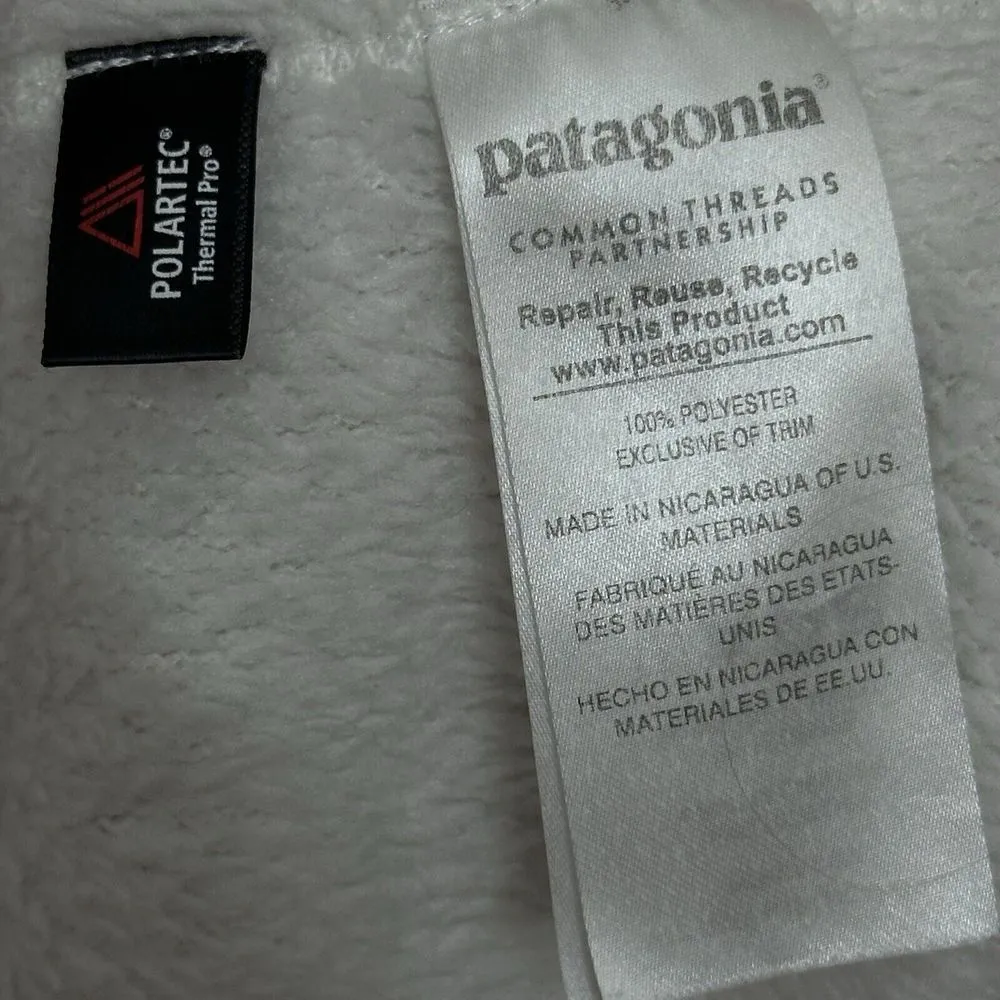 POLARTEC®
Thermal Pro®
patagonia®
COMMON THREADS
PARTNERSHIP
Repair, Reuse, Recycle
This Product
www.patagonia.com
100% POLYESTER
EXCLUSIVE OF TRIM
MADE IN NICARAGUA OF U.S.
MATERIALS
FABRIQUE AU NICARAGUA
DES MATIÈRES DES ETATS-
UNIS
HECHO EN NICARAGUA CON
MATERIALES DE EE.UU.